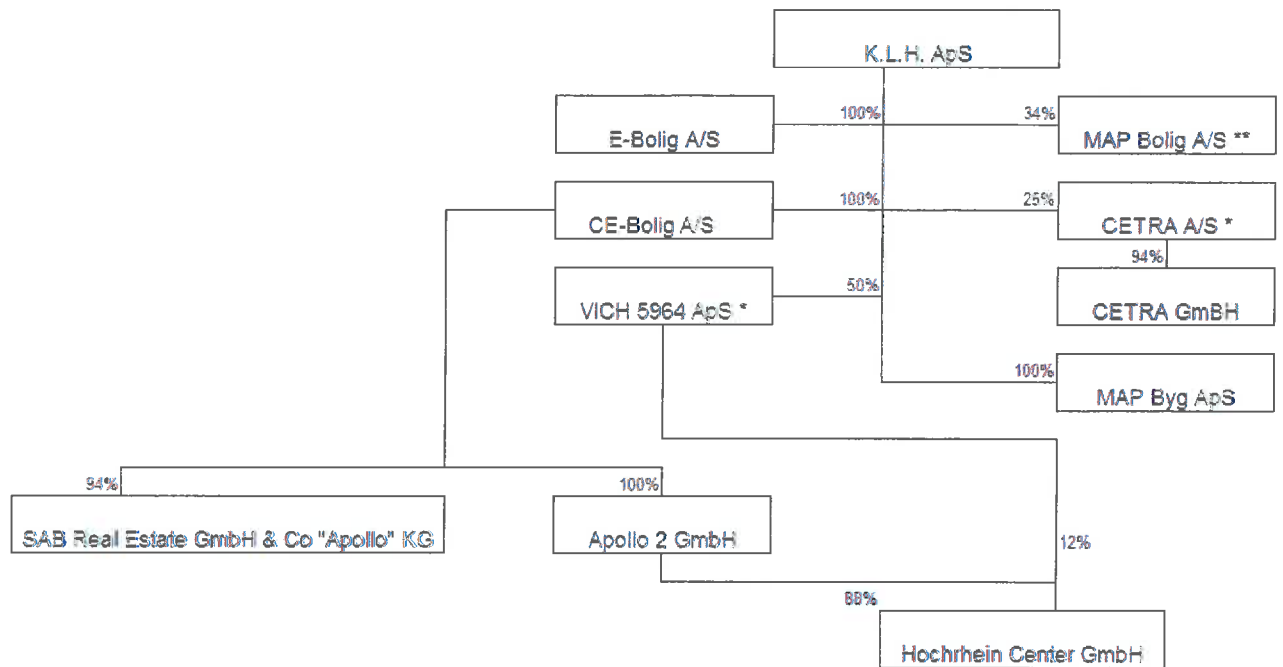 K.L.H. ApS
100%
34%
E-Bolig A/S
MAP Bolig A/S **
100%
25%
CE-Bolig A/S
CETRA A/S *
94%
50%
VICH 5964 ApS *
CETRA GmBH
100%
MAP Byg ApS
94%
100%
SAB Real Estate GmbH & Co "Apollo" KG
Apollo 2 GmbH
12%
88%
Hochrhein Center GmbH